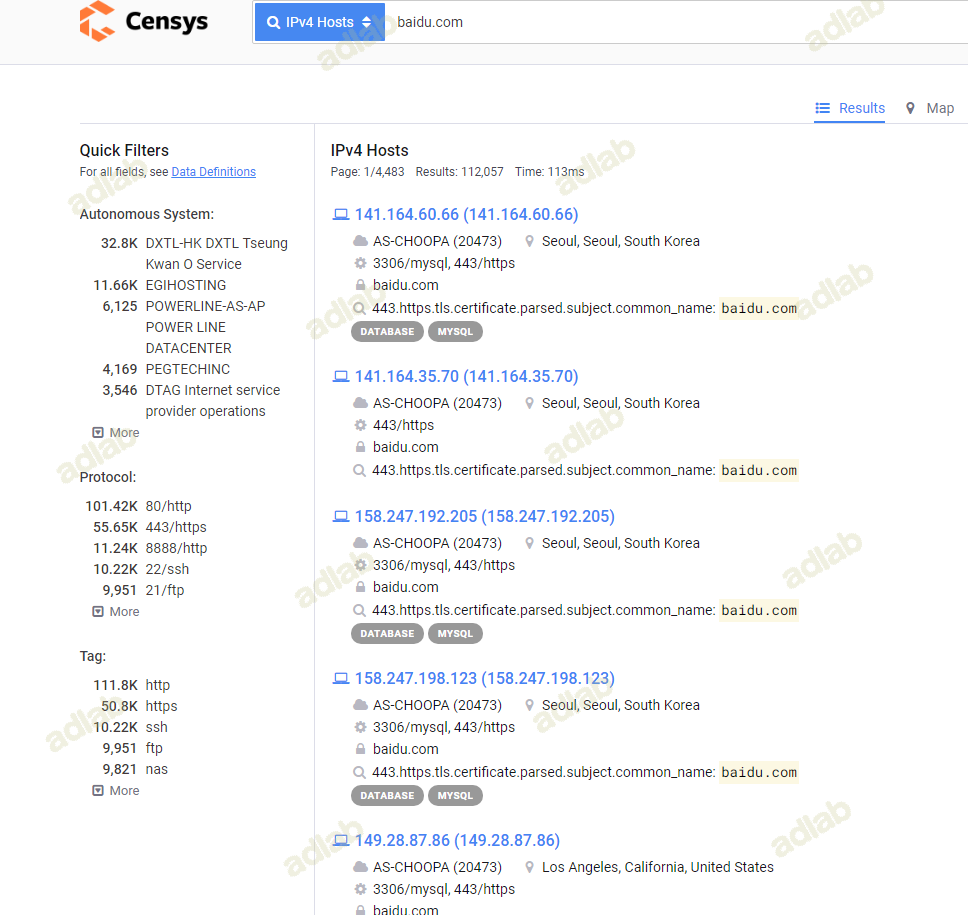 Censys
IPv4 Hosts
baidu.com
Results
Map
Quick Filters
For all fields, see Data Definitions
Autonomous System:
32.8K DXTL-HK DXTL Tseung
Kwan O Service
11.66K EGIHOSTING
6,125 POWERLINE-AS-AP
POWER LINE
DATACENTER
4,169 PEGTECHINC
3,546 DTAG Internet service
provider operations
More
Protocol:
101.42K 80/http
55.65K 443/https
11.24K 8888/http
10.22K 22/ssh
9,951 21/ftp
More
Tag:
111.8K http
50.8K https
10.22K ssh
9,951 ftp
9,821 nas
More
IPv4 Hosts
Page: 1/4,483 Results: 112,057 Time: 113ms
141.164.60.66 (141.164.60.66)
AS-CHOOPA (20473) Seoul, Seoul, South Korea
3306/mysql, 443/https
baidu.com
443.https.tls.certificate.parsed.subject.common_name: baidu.com
DATABASE MYSQL
141.164.35.70 (141.164.35.70)
AS-CHOOPA (20473) Seoul, Seoul, South Korea
443/https
baidu.com
443.https.tls.certificate.parsed.subject.common_name: baidu.com
158.247.192.205 (158.247.192.205)
AS-CHOOPA (20473) Seoul, Seoul, South Korea
3306/mysql, 443/https
baidu.com
443.https.tls.certificate.parsed.subject.common_name: baidu.com
DATABASE MYSQL
158.247.198.123 (158.247.198.123)
AS-CHOOPA (20473) Seoul, Seoul, South Korea
3306/mysql, 443/https
baidu.com
443.https.tls.certificate.parsed.subject.common_name: baidu.com
DATABASE MYSQL
149.28.87.86 (149.28.87.86)
AS-CHOOPA (20473) Los Angeles, California, United States
3306/mysql, 443/https
baidu.com
adlab
adlab
adlab
adlab
adlab
adlab
adlab
adlab
adlab
adlab
adlab
adlab
adlab
adlab